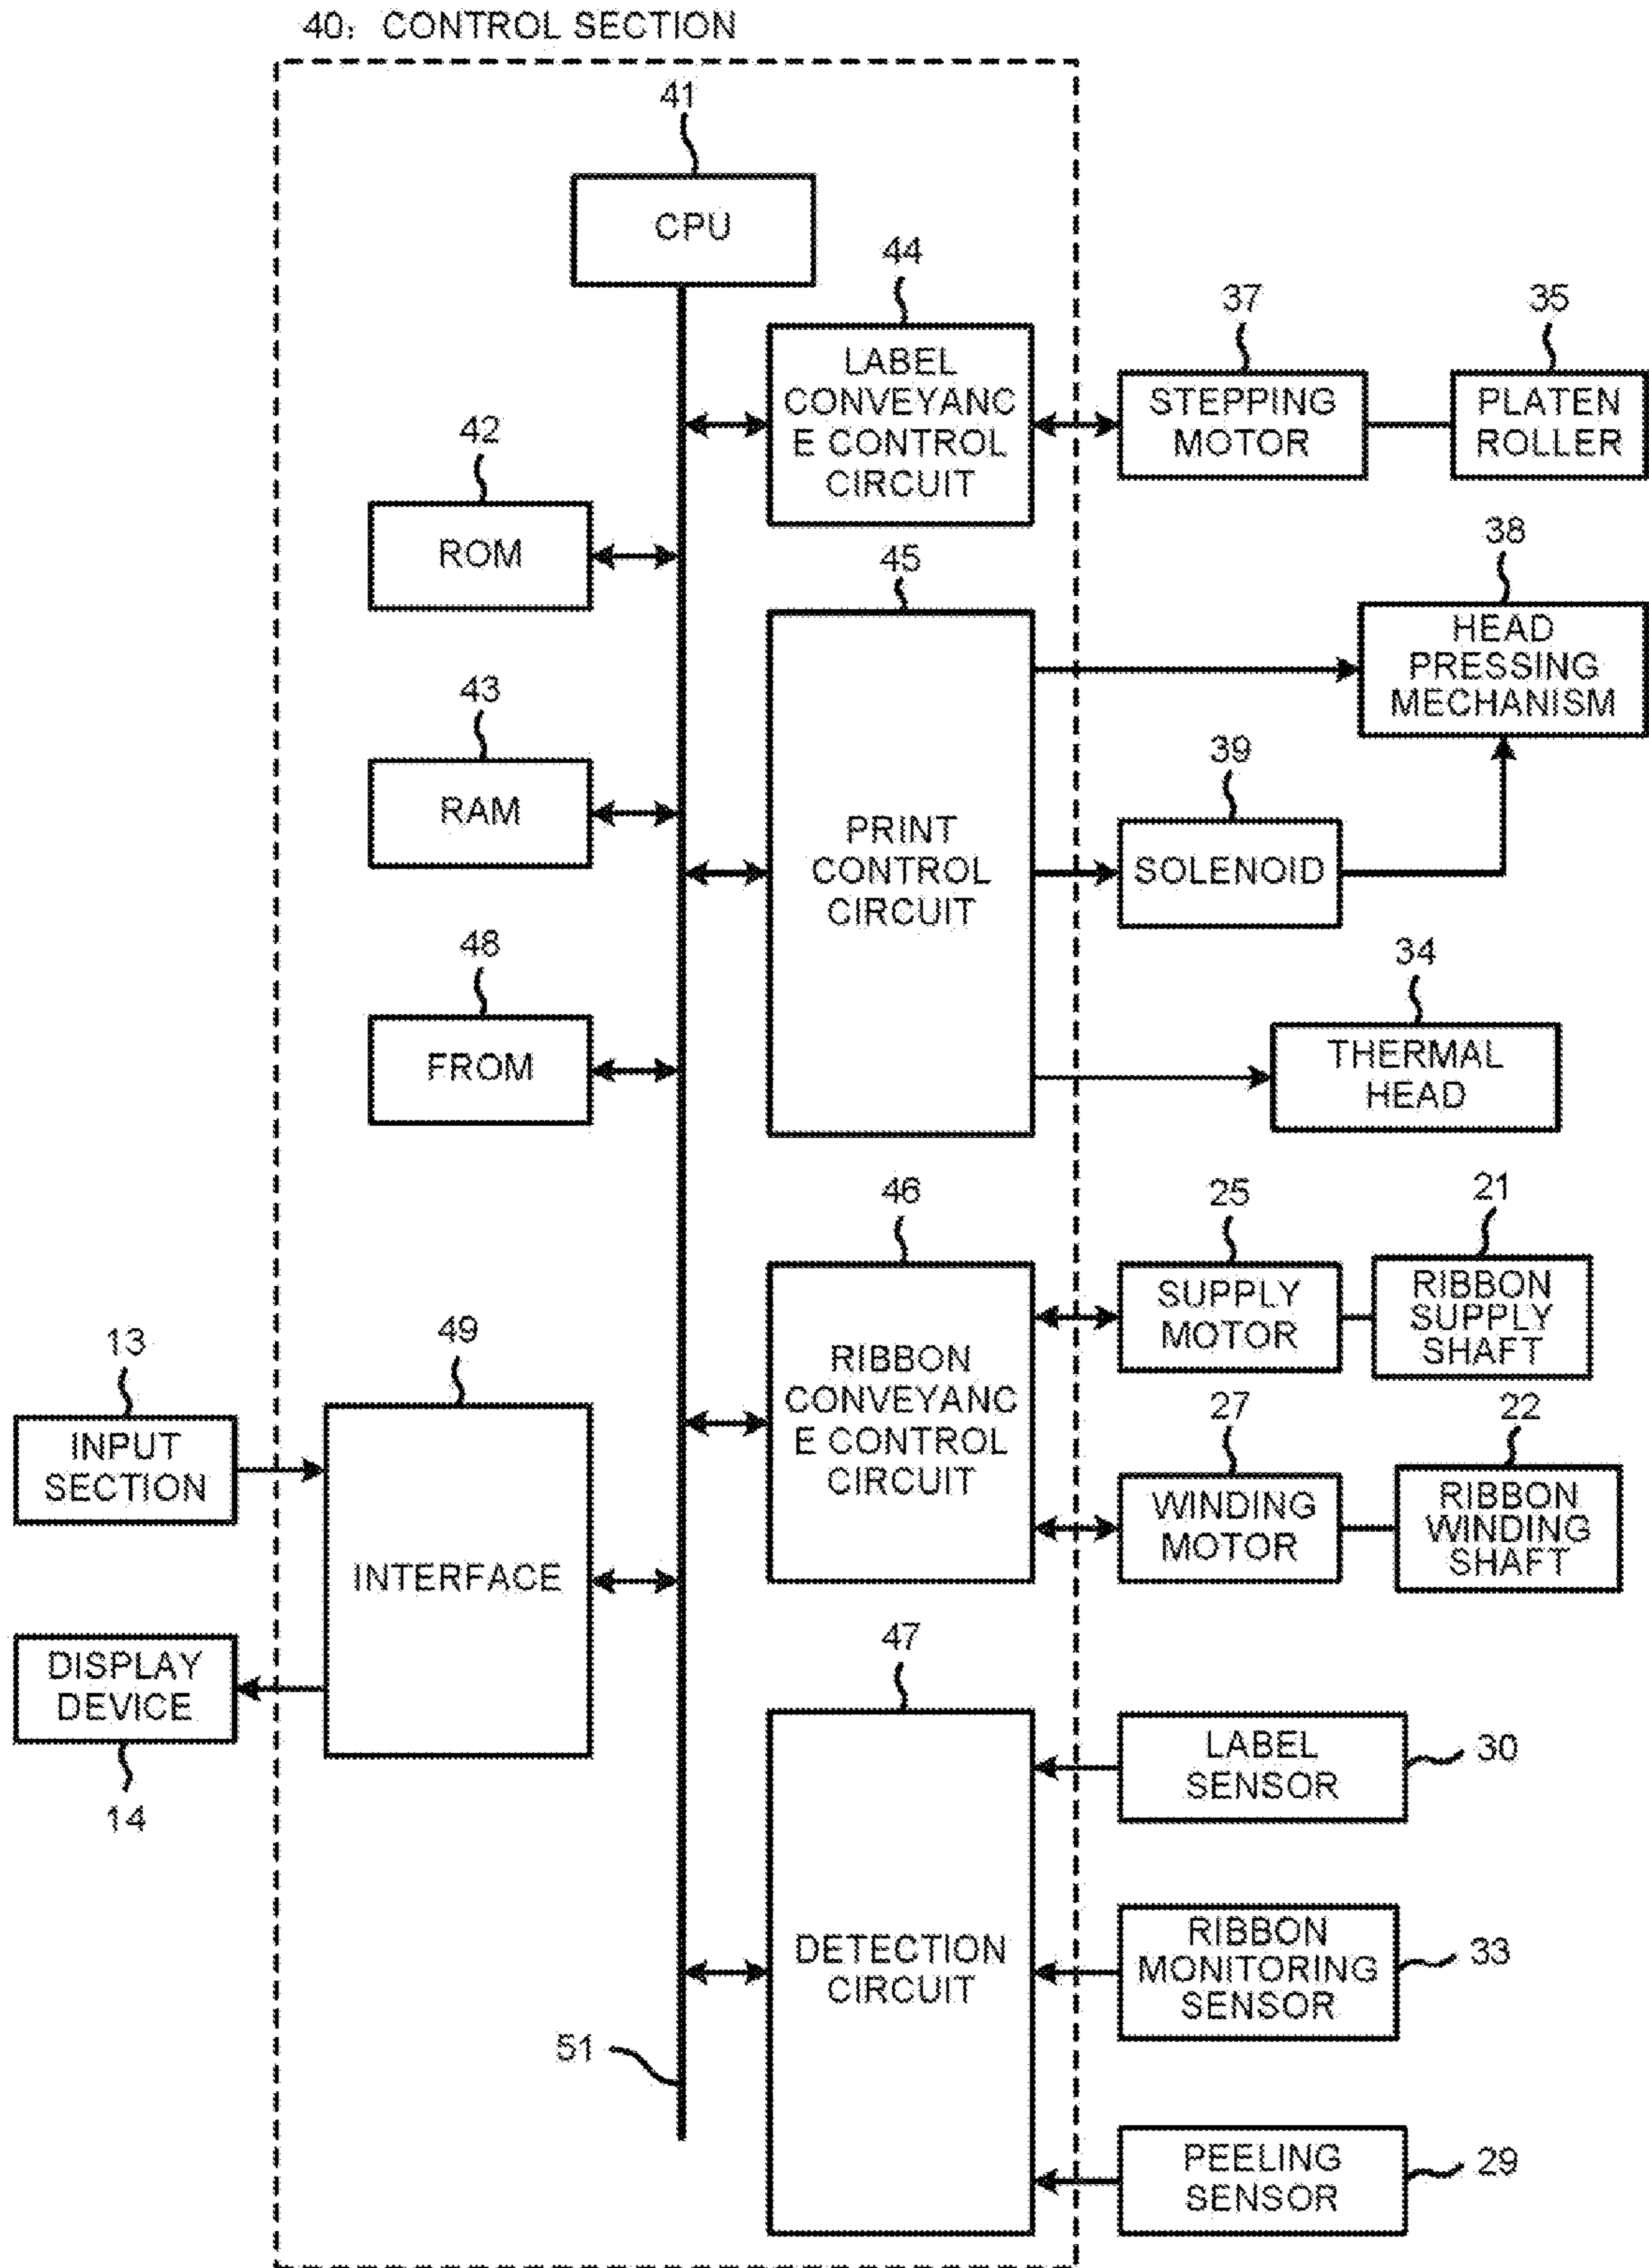 40: CONTROL SECTION
41
CPU
44
LABEL
CONVEYANC
E CONTROL
CIRCUIT
37
STEPPING
MOTOR
35
PLATEN
ROLLER
42
ROM
45
PRINT
CONTROL
CIRCUIT
38
HEAD
PRESSING
MECHANISM
43
RAM
39
SOLENOID
48
FROM
34
THERMAL
HEAD
46
RIBBON
CONVEYANC
E CONTROL
CIRCUIT
25
SUPPLY
MOTOR
21
RIBBON
SUPPLY
SHAFT
13
INPUT
SECTION
49
INTERFACE
27
WINDING
MOTOR
22
RIBBON
WINDING
SHAFT
DISPLAY
DEVICE
14
47
DETECTION
CIRCUIT
LABEL
SENSOR
30
RIBBON
MONITORING
SENSOR
33
51
PEELING
SENSOR
29